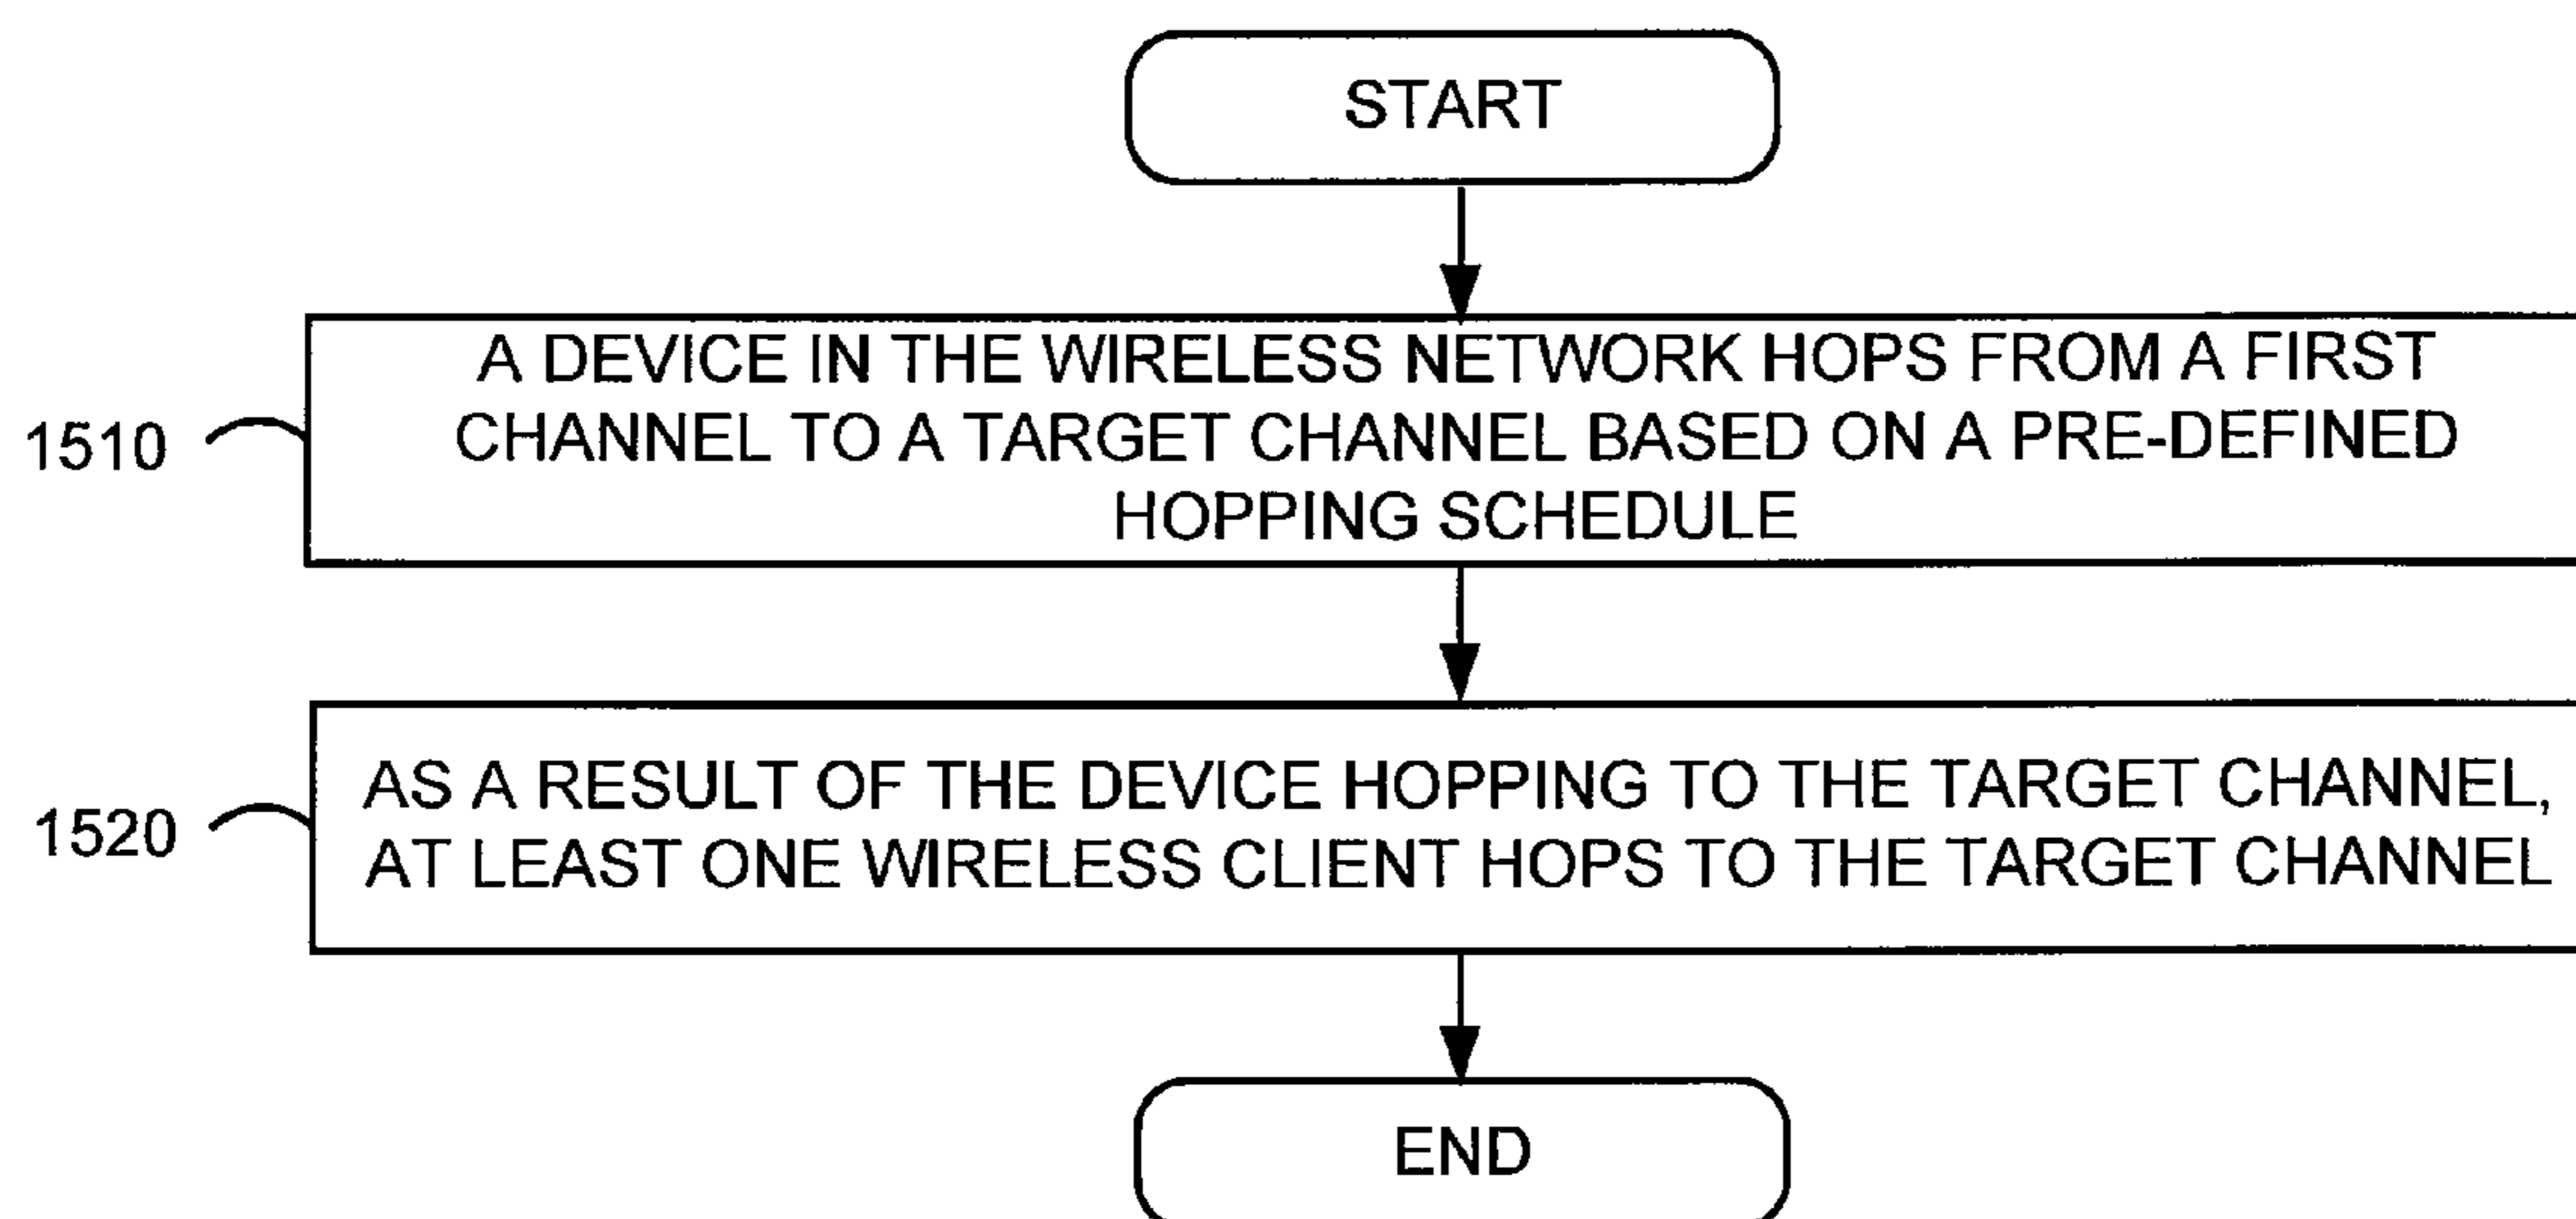 START
A DEVICE IN THE WIRELESS NETWORK HOPS FROM A FIRST
CHANNEL TO A TARGET CHANNEL BASED ON A PRE-DEFINED
HOPPING SCHEDULE
1510
AS A RESULT OF THE DEVICE HOPPING TO THE TARGET CHANNEL,
AT LEAST ONE WIRELESS CLIENT HOPS TO THE TARGET CHANNEL
1520
END